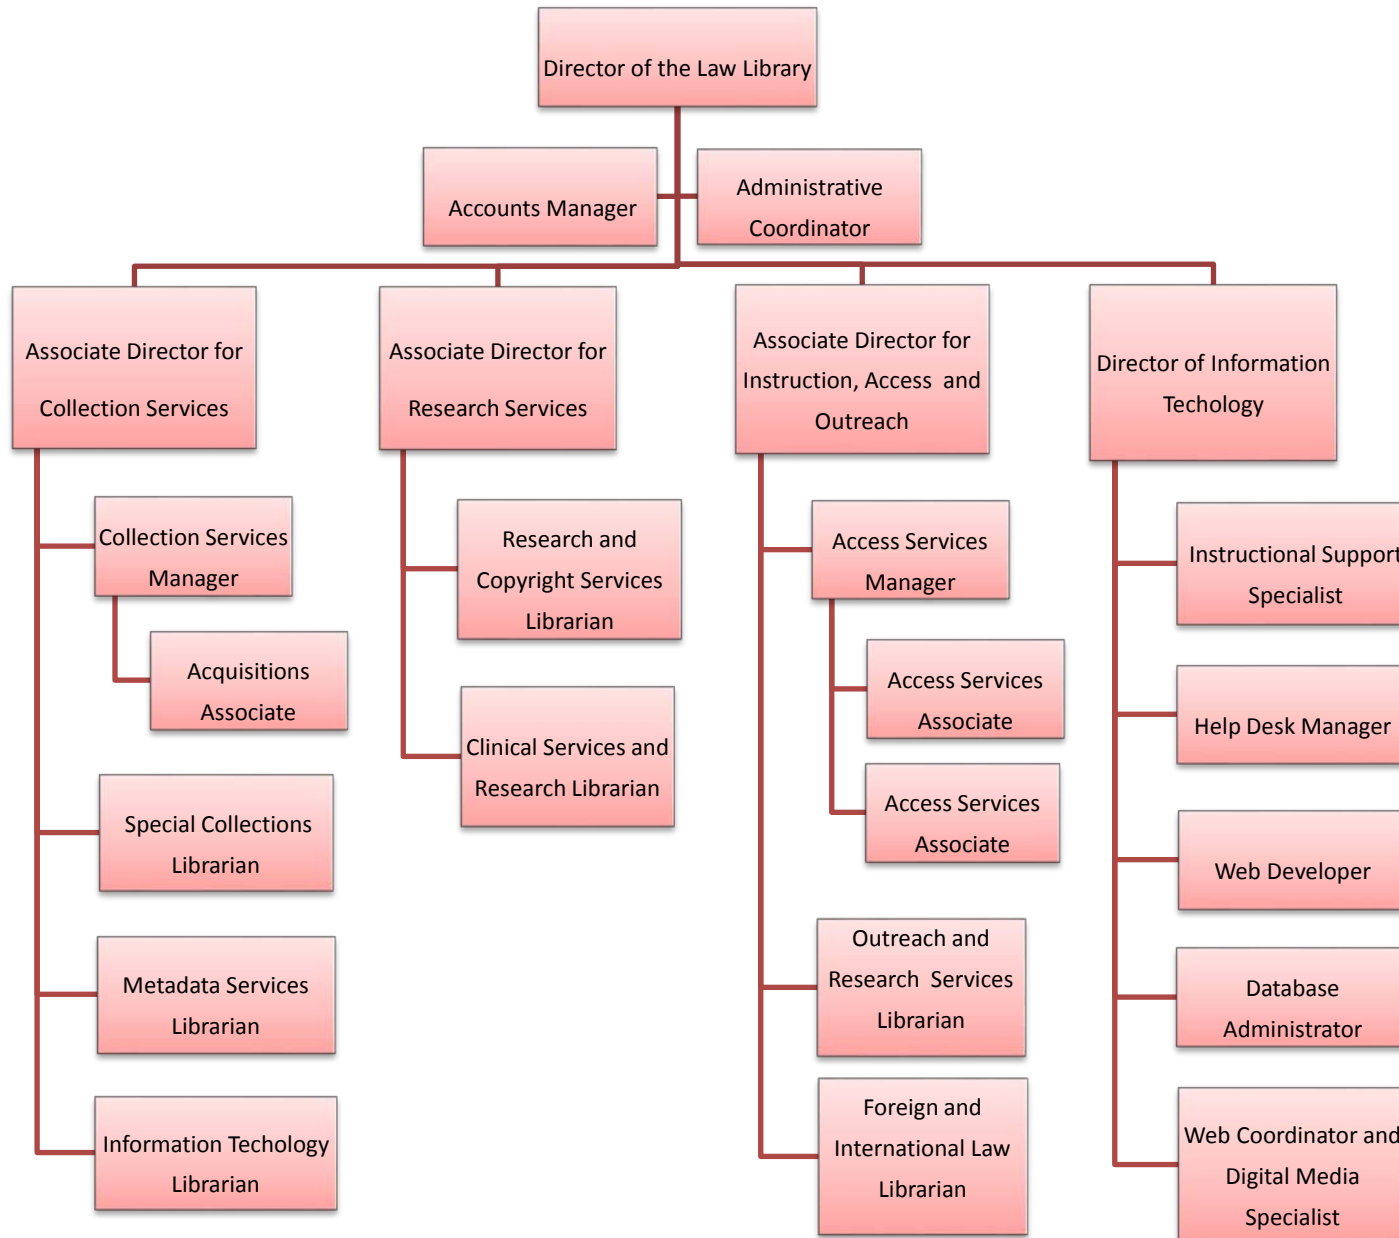 Director of the Law Library
Accounts Manager
Administrative
Coordinator
Associate Director for
Collection Services
Associate Director for
Research Services
Associate Director for
Instruction, Access and
Outreach
Director of Information
Techology
Collection Services
Manager
Acquisitions
Associate
Special Collections
Librarian
Metadata Services
Librarian
Information Techology
Librarian
Research and
Copyright Services
Librarian
Clinical Services and
Research Librarian
Access Services
Manager
Access Services
Associate
Access Services
Associate
Outreach and
Research Services
Librarian
Foreign and
International Law
Librarian
Instructional Support
Specialist
Help Desk Manager
Web Developer
Database
Administrator
Web Coordinator and
Digital Media
Specialist